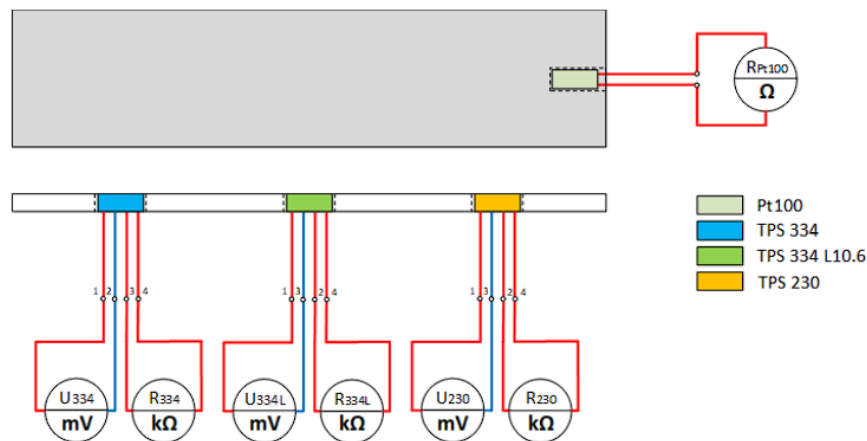 RPt100
Ω
Pt100
TPS 334
TPS 334 L10.6
TPS 230
1 2 3 4
1 3 2 4
1 3 2 4
U334
mV
R334
kΩ
U334L
mV
R334L
kΩ
U230
mV
R230
kΩ